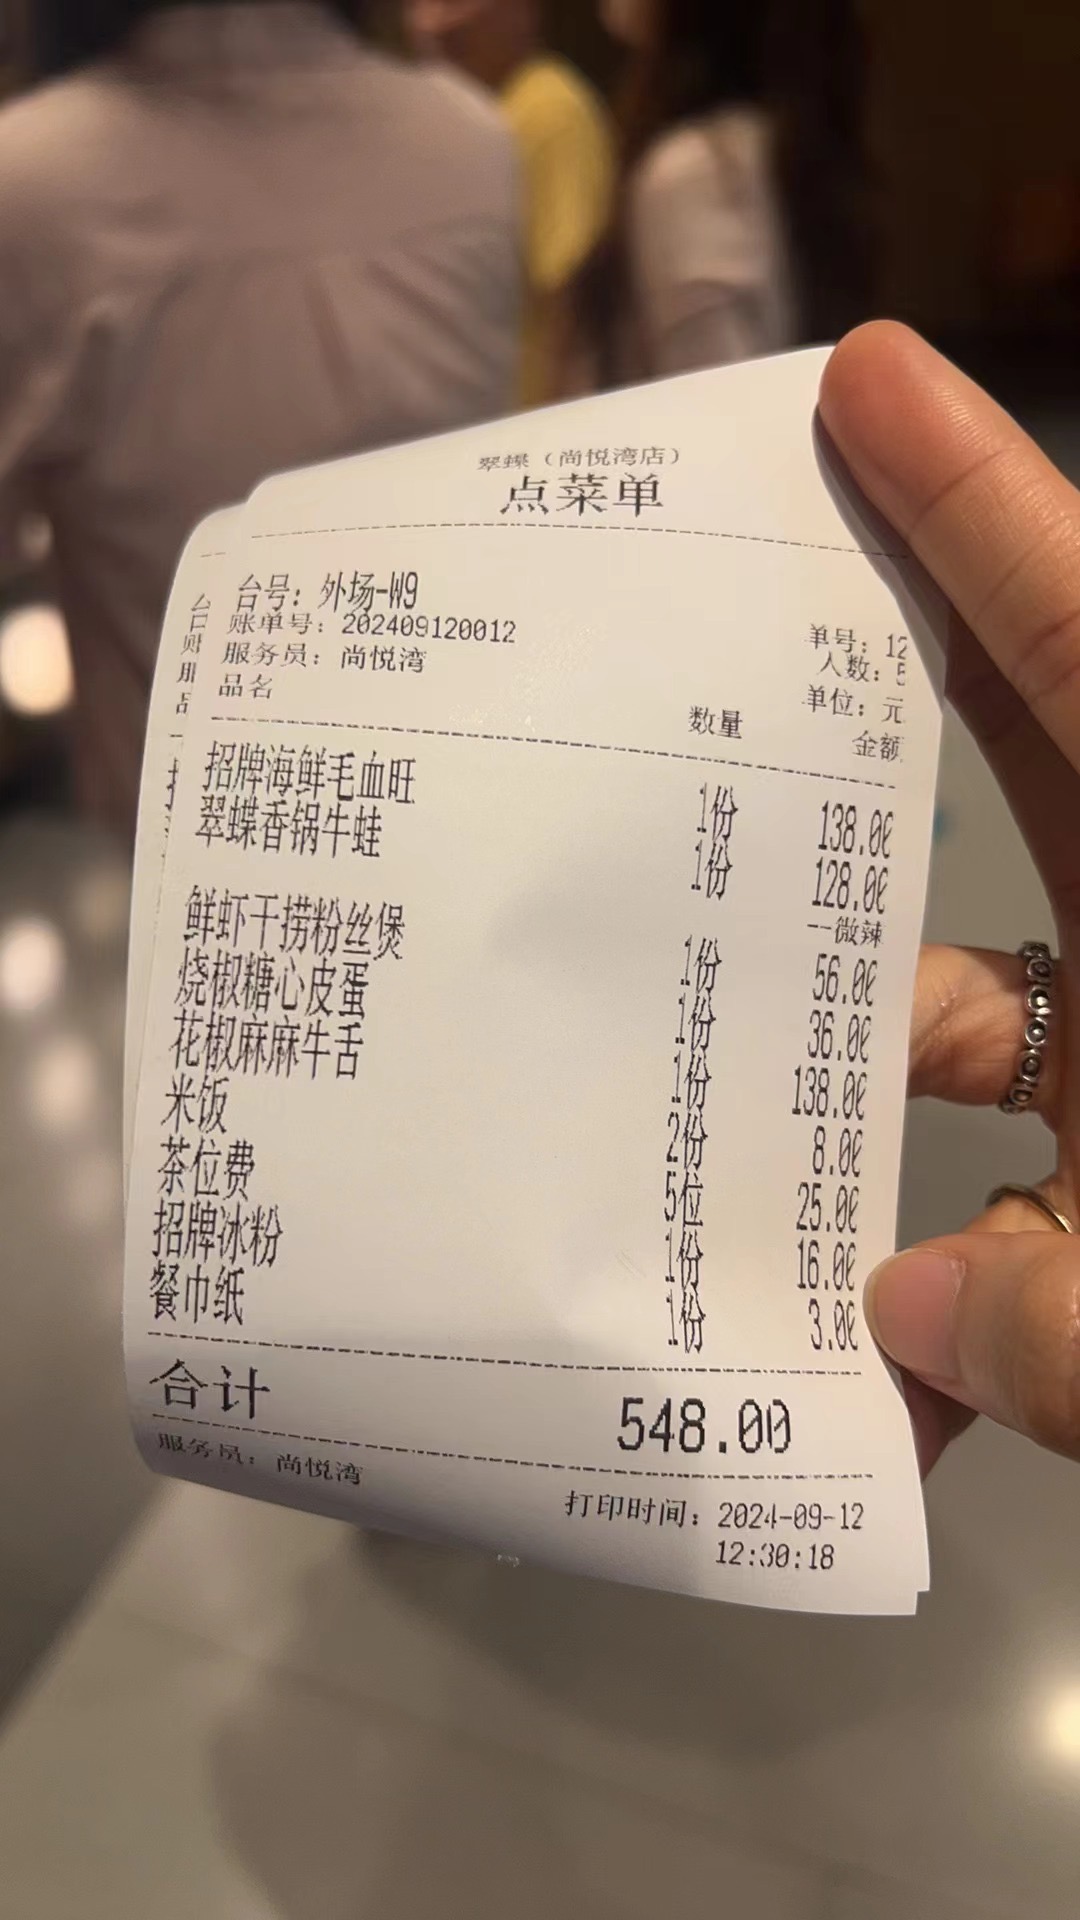 翠蝶（尚悦湾店）
点菜单
台号：外场-W9
账单号：202409120012 单号：12
服务员：尚悦湾 人数：5
品名 数量 单位：元
金额
招牌海鲜毛血旺 1份 138.00
翠蝶香锅牛蛙 1份 128.00
--微辣
鲜虾干捞粉丝煲 1份 56.00
烧椒糖心皮蛋 1份 36.00
花椒麻麻牛舌 1份 138.00
米饭 2份 8.00
茶位费 5位 25.00
招牌冰粉 1份 16.00
餐巾纸 1份 3.00
合计 548.00
服务员：尚悦湾
打印时间：2024-09-12
12:30:18